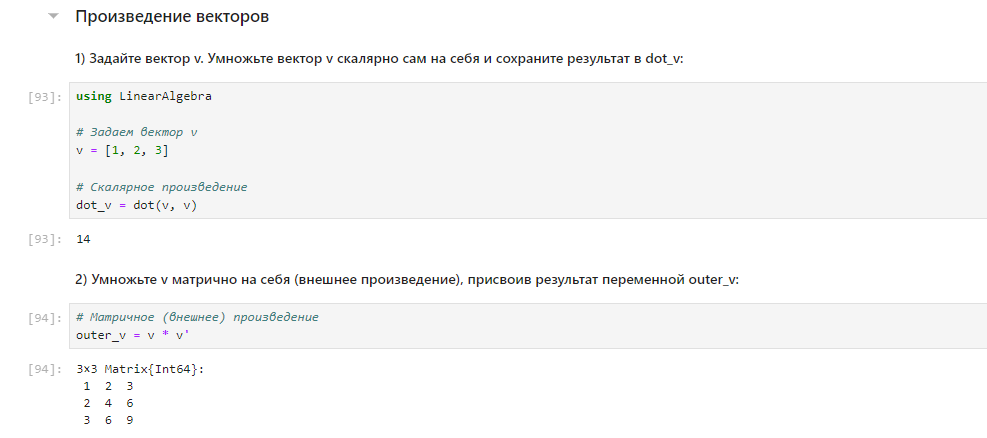 Произведение векторов
1) Задайте вектор v. Умножьте вектор v скалярно сам на себя и сохраните результат в dot_v:
[93]: using LinearAlgebra
# Задаем вектор v
v = [1, 2, 3]
# Скалярное произведение
dot_v = dot(v, v)
[93]: 14
2) Умножьте v матрично на себя (внешнее произведение), присвоив результат переменной outer_v:
[94]: # Матричное (внешнее) произведение
outer_v = v * v'
[94]: 3×3 Matrix{Int64}:
1 2 3
2 4 6
3 6 9